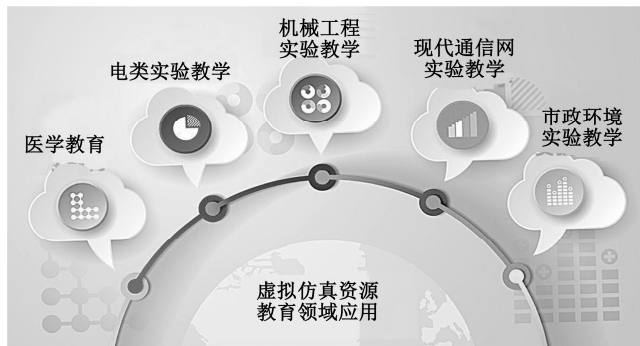 医学教育
电类实验教学
机械工程
实验教学
现代通信网
实验教学
市政环境
实验教学
虚拟仿真资源
教育领域应用